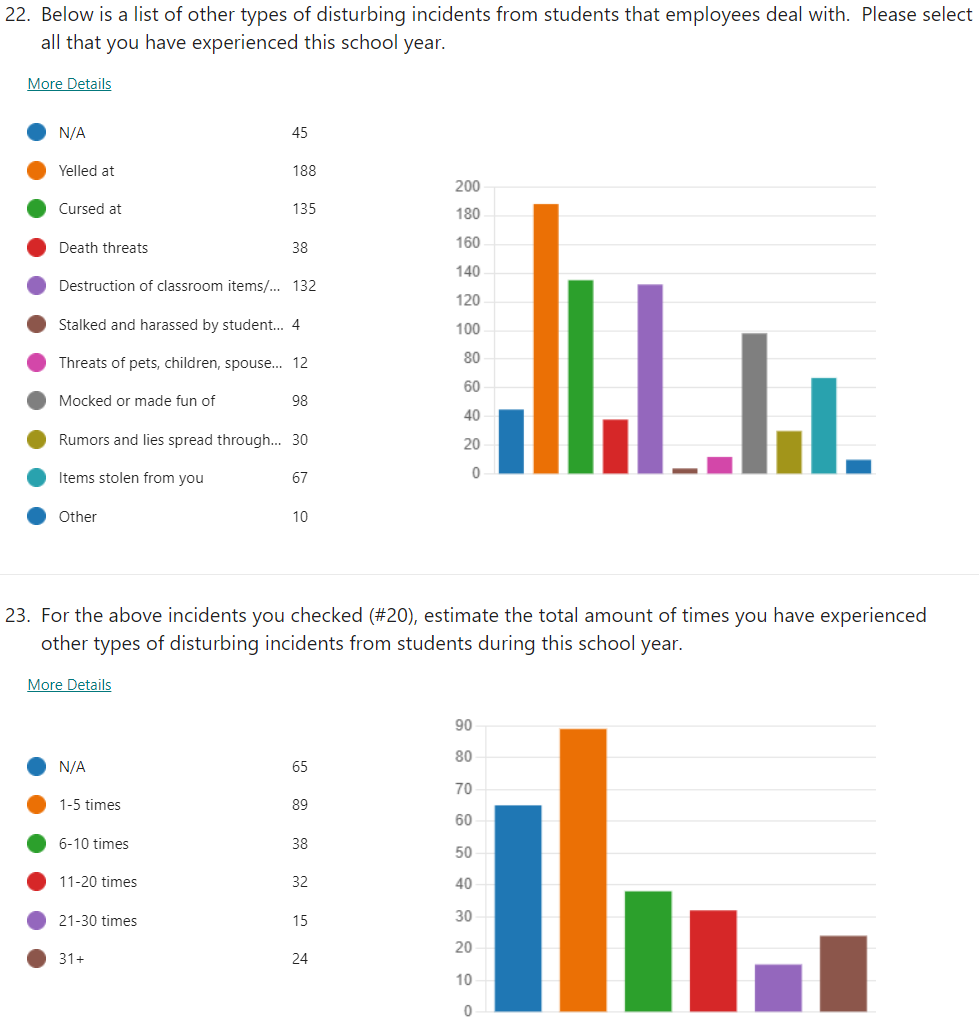 22. Below is a list of other types of disturbing incidents from students that employees deal with.  Please select
all that you have experienced this school year.
More Details
N/A 45
Yelled at 188
Cursed at 135
Death threats 38
Destruction of classroom items/... 132
Stalked and harassed by student... 4
Threats of pets, children, spouse... 12
Mocked or made fun of 98
Rumors and lies spread through... 30
Items stolen from you 67
Other 10
200
180
160
140
120
100
80
60
40
20
0
23. For the above incidents you checked (#20), estimate the total amount of times you have experienced
other types of disturbing incidents from students during this school year.
More Details
N/A 65
1-5 times 89
6-10 times 38
11-20 times 32
21-30 times 15
31+ 24
90
80
70
60
50
40
30
20
10
0